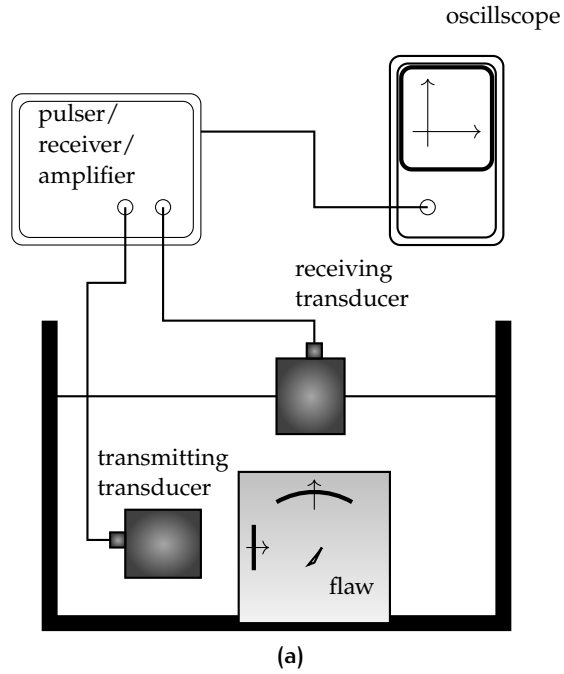 oscillscope
pulser/
receiver/
amplifier
receiving
transducer
transmitting
transducer
flaw
(a)